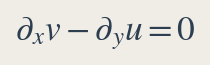 ∂ₓv − ∂ᵧu = 0